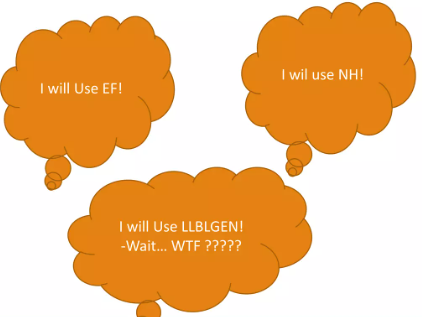 I will Use EF!
I wil use NH!
I will Use LLBLGEN!
-Wait... WTF ?????